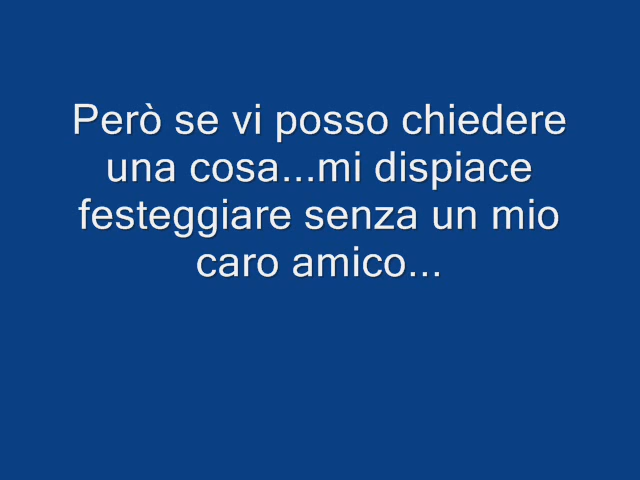 Però se vi posso chiedere
una cosa...mi dispiace
festeggiare senza un mio
caro amico...